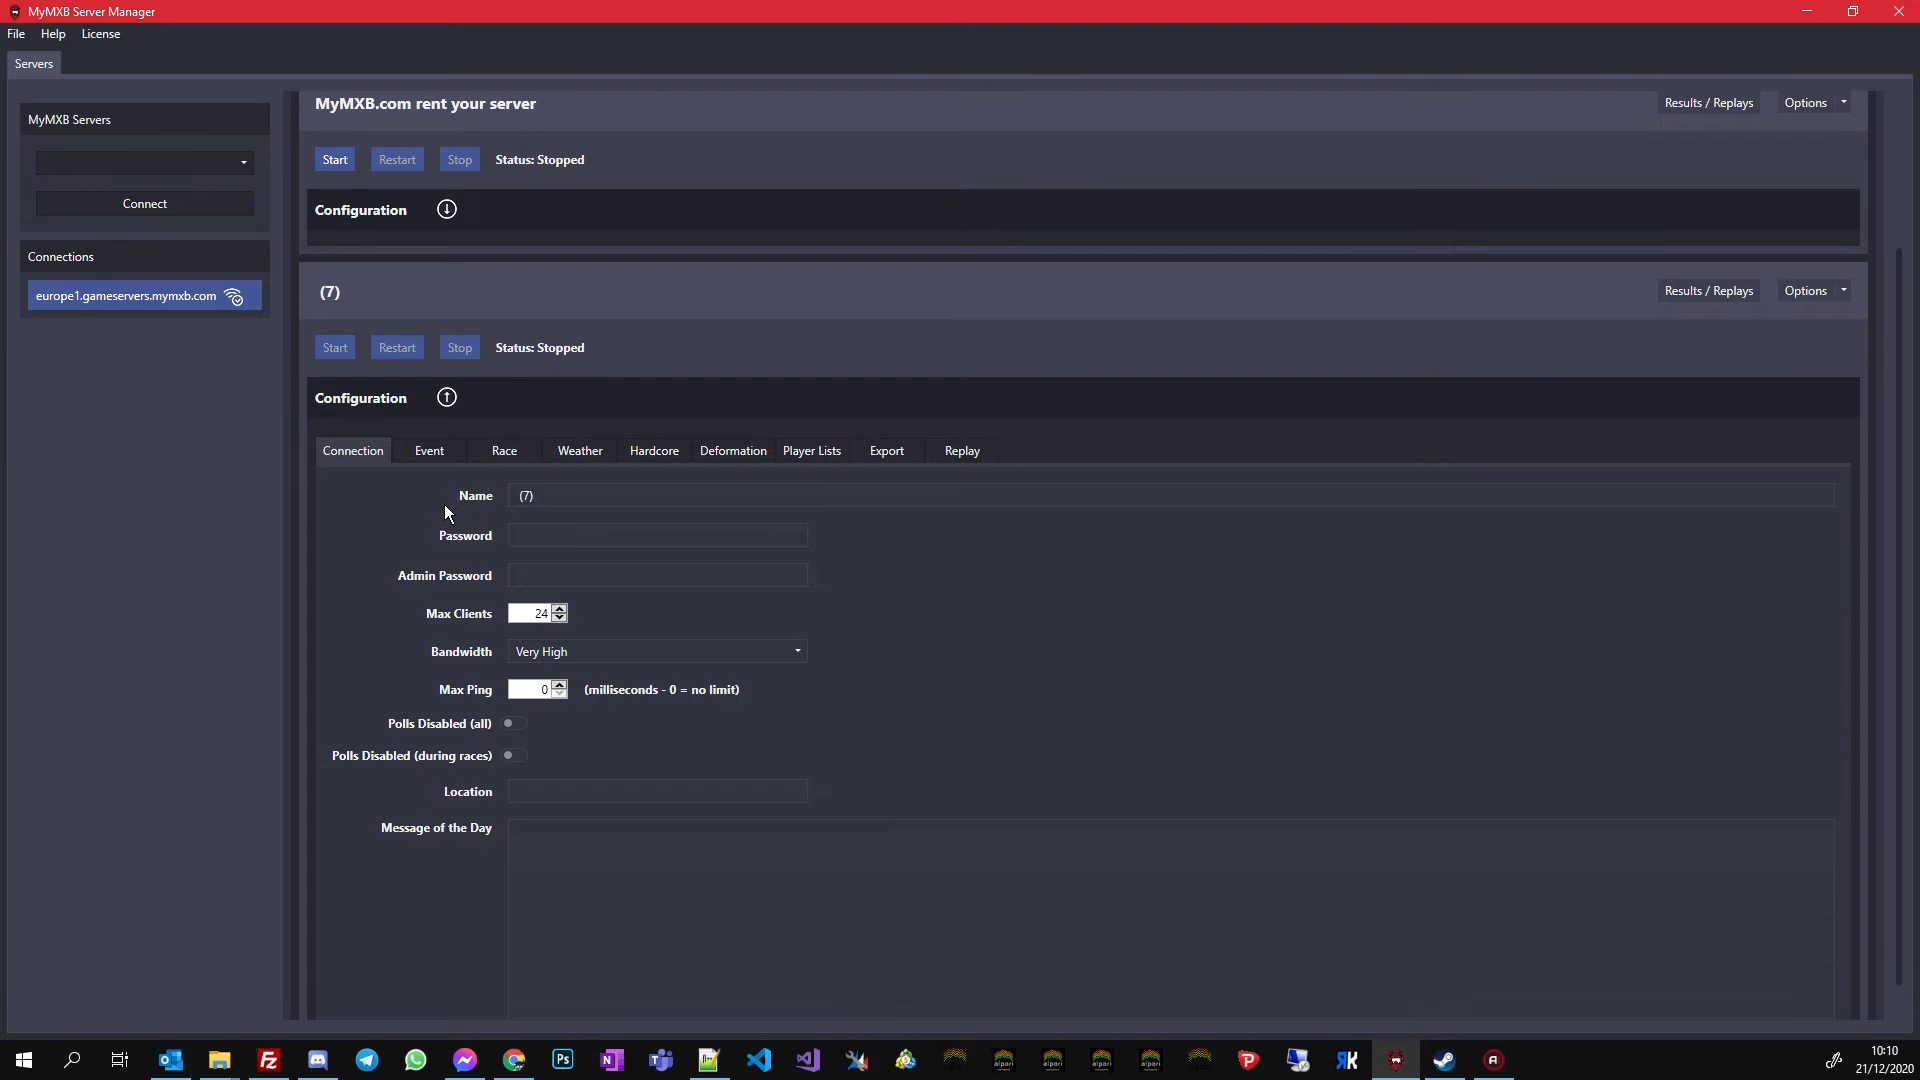 MyMXB Server Manager
File Help License
Servers
MyMXB Servers
Connect
Connections
europe1.gameservers.mymxb.com
MyMXB.com rent your server
Results / Replays Options
Start Restart Stop Status: Stopped
Configuration
(7)
Results / Replays Options
Start Restart Stop Status: Stopped
Configuration
Connection Event Race Weather Hardcore Deformation Player Lists Export Replay
Name (7)
Password
Admin Password
Max Clients 24
Bandwidth Very High
Max Ping 0 (milliseconds - 0 = no limit)
Polls Disabled (all)
Polls Disabled (during races)
Location
Message of the Day
10:10
21/12/2020